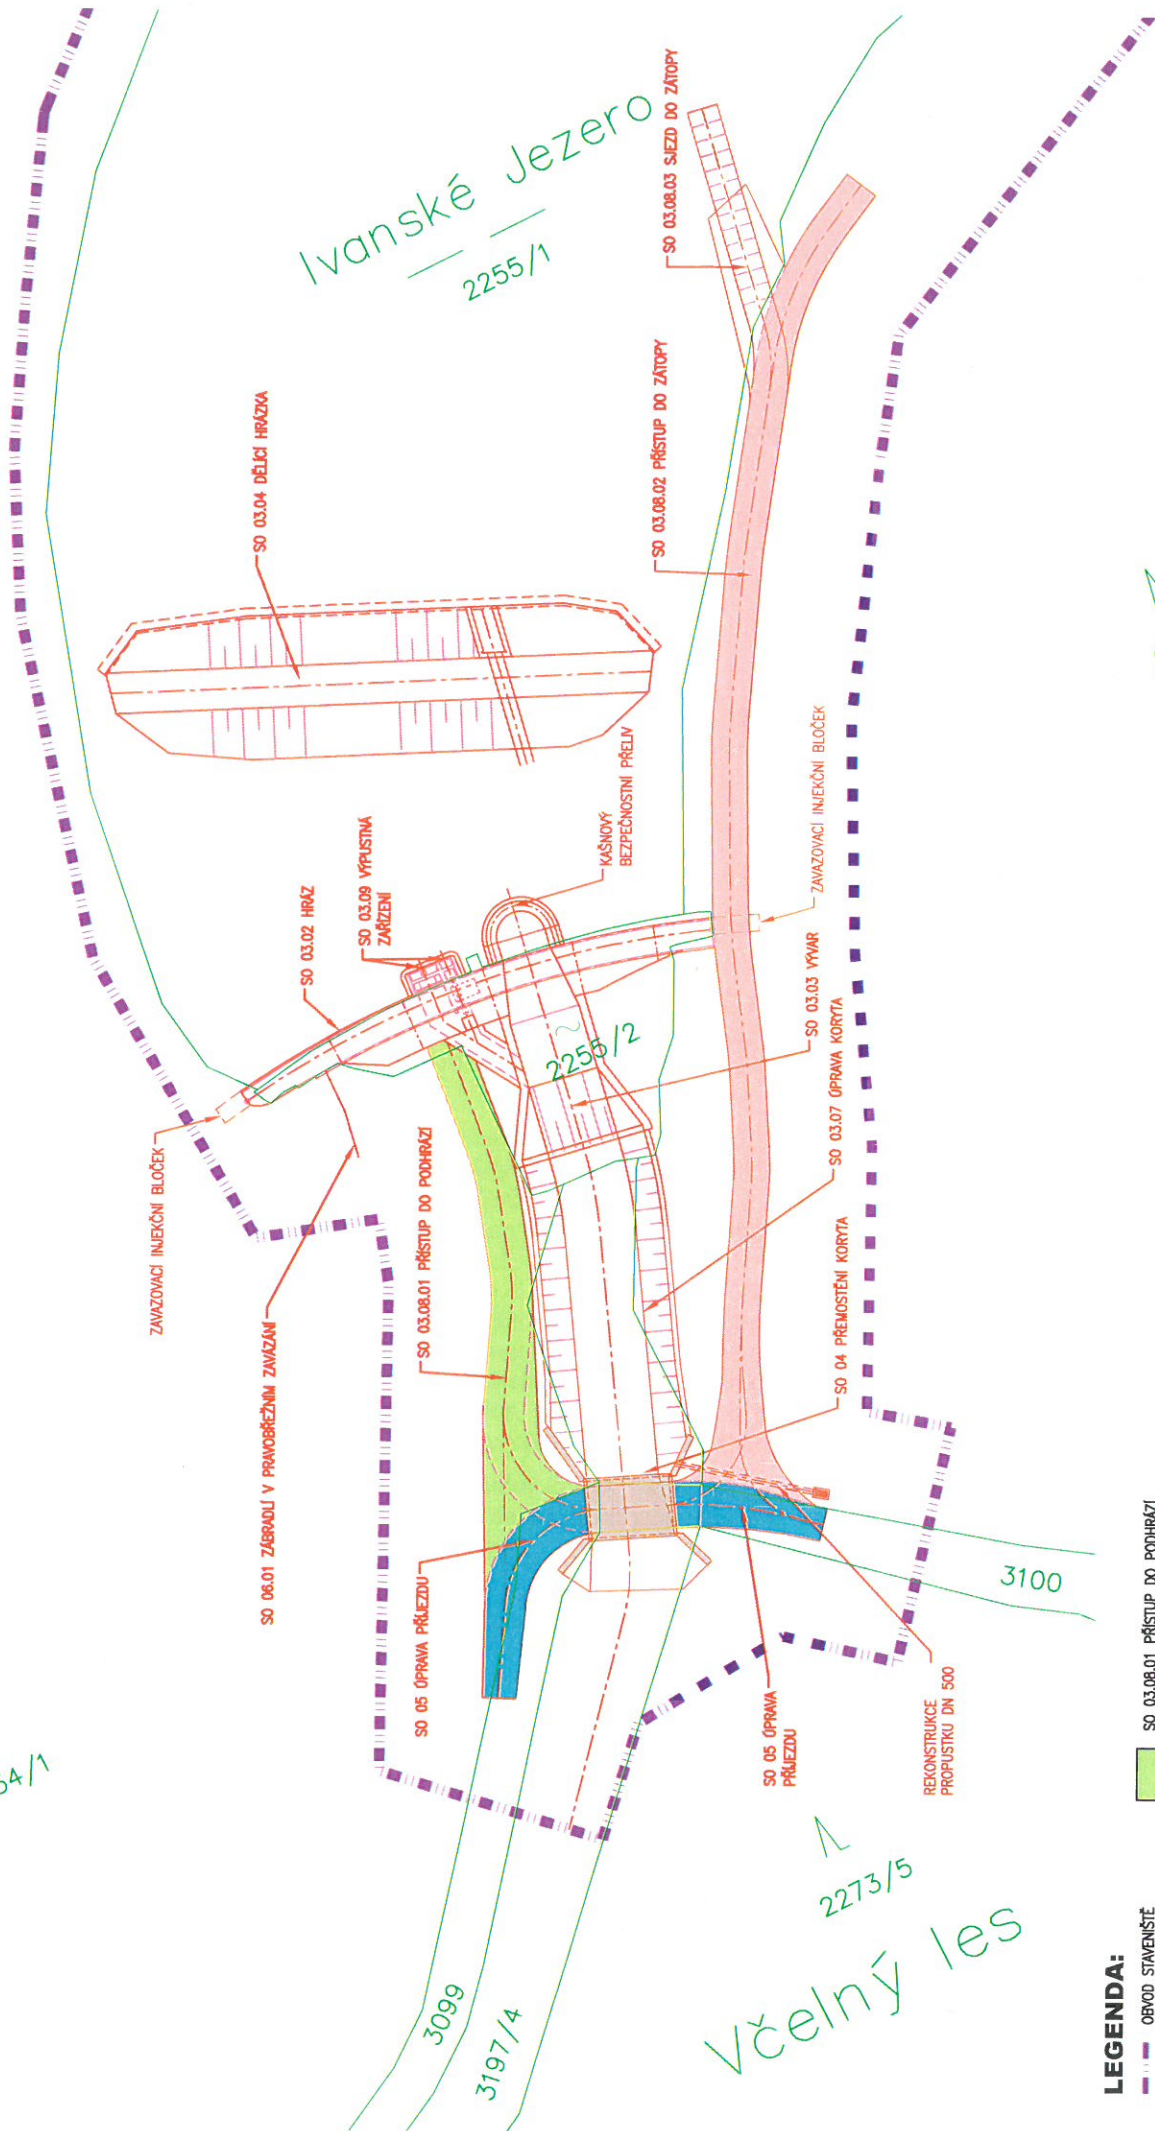 Ivanské Jezero
2255/1
SO 03.08.03 SJEZD DO ZÁTOPY
SO 03.04 DĚLICÍ HRÁZKA
SO 03.08.02 PŘÍSTUP DO ZÁTOPY
KAŠNOVÝ
BEZPEČNOSTNÍ PŘELIV
ZAVAZOVACÍ INJEKČNÍ BLOČEK
SO 03.02 HRÁZ
SO 03.09 VÝPUSTNÁ
ZAŘÍZENÍ
2255/2
SO 03.03 VÝVAR
SO 03.07 ÚPRAVA KORYTA
ZAVAZOVACÍ INJEKČNÍ BLOČEK
SO 03.08.01 PŘÍSTUP DO PODHRÁZÍ
SO 06.01 ZÁBRADLÍ V PRAVOBŘEŽNÍM ZAVÁZÁNÍ
SO 04 PŘEMOSTĚNÍ KORYTA
SO 05 ÚPRAVA PŘÍJEZDU
SO 05 ÚPRAVA
PŘÍJEZDU
REKONSTRUKCE
PROPUSTKU DN 500
3100
54/1
2273/5
Včelný les
3099
3197/4
LEGENDA:
OBVOD STAVENIŠTĚ
SO 03.08.01 PŘÍSTUP DO PODHRÁZÍ